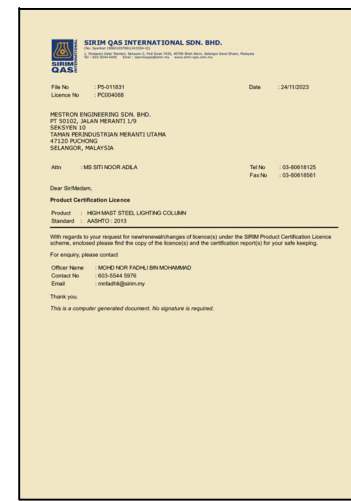 SIRIM QAS INTERNATIONAL SDN. BHD.
SIRIM
QAS
INTERNATIONAL
File No : P5-011831 Date : 24/11/2023
Licence No : PC004068
MESTRON ENGINEERING SDN. BHD.
PT 50102, JALAN MERANTI 1/9
SEKSYEN 10
TAMAN PERINDUSTRIAN MERANTI UTAMA
47120 PUCHONG
SELANGOR, MALAYSIA
Attn : MS SITI NOOR ADILA Tel No : 03-80618125
Fax No : 03-80618561
Dear Sir/Madam,
Product Certification Licence
Product : HIGH MAST STEEL LIGHTING COLUMN
Standard : AASHTO : 2013
With regards to your request for new/renewal/changes of licence(s) under the SIRIM Product Certification Licence
scheme, enclosed please find the copy of the licence(s) and the certification report(s) for your safe keeping.
For enquiry, please contact
Officer Name : MOHD NOR FADHLI BIN MOHAMMAD
Contact No : 603-5544 5976
Email : mnfadhli@sirim.my
Thank you.
This is a computer generated document. No signature is required.